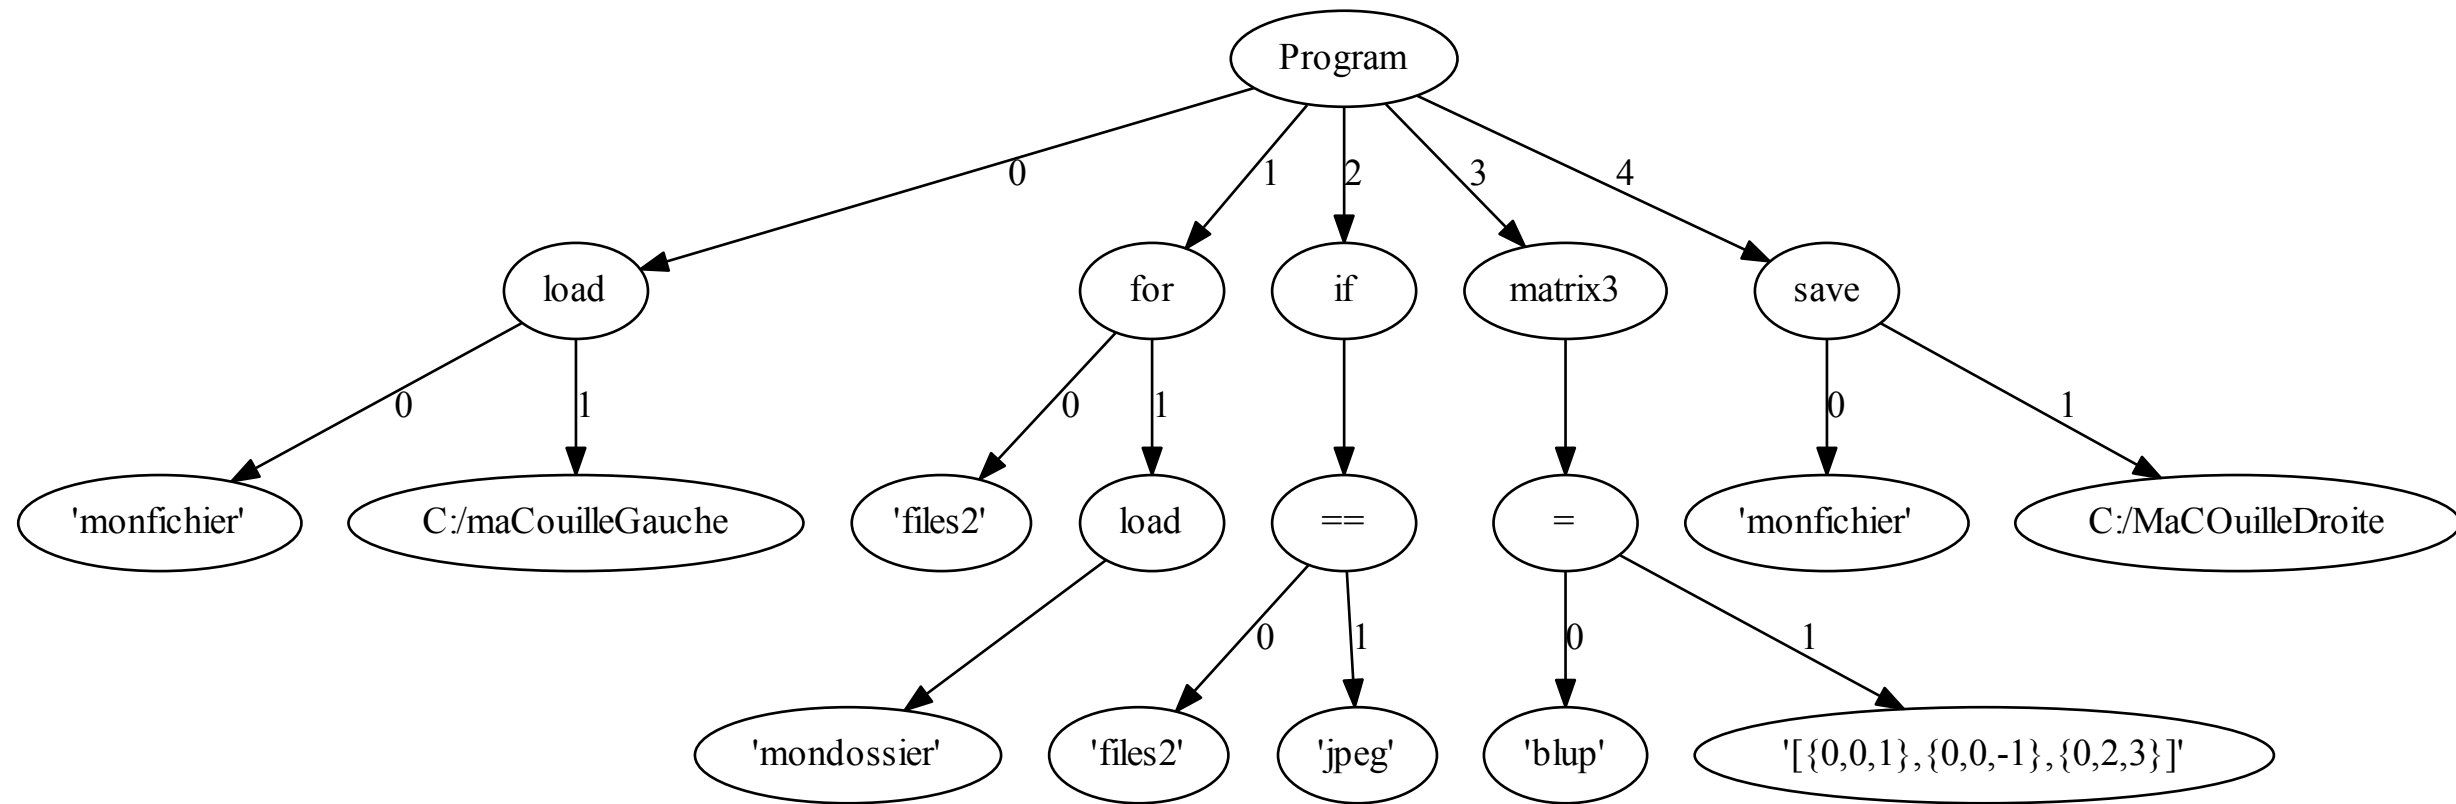 Program
0
1
2
3
4
load
for
if
matrix3
save
0
1
0
1
0
1
'monfichier'
C:/maCouilleGauche
'files2'
load
==
=
'monfichier'
C:/MaCOuilleDroite
0
1
0
1
'mondossier'
'files2'
'jpeg'
'blup'
'[{0,0,1},{0,0,-1},{0,2,3}]'